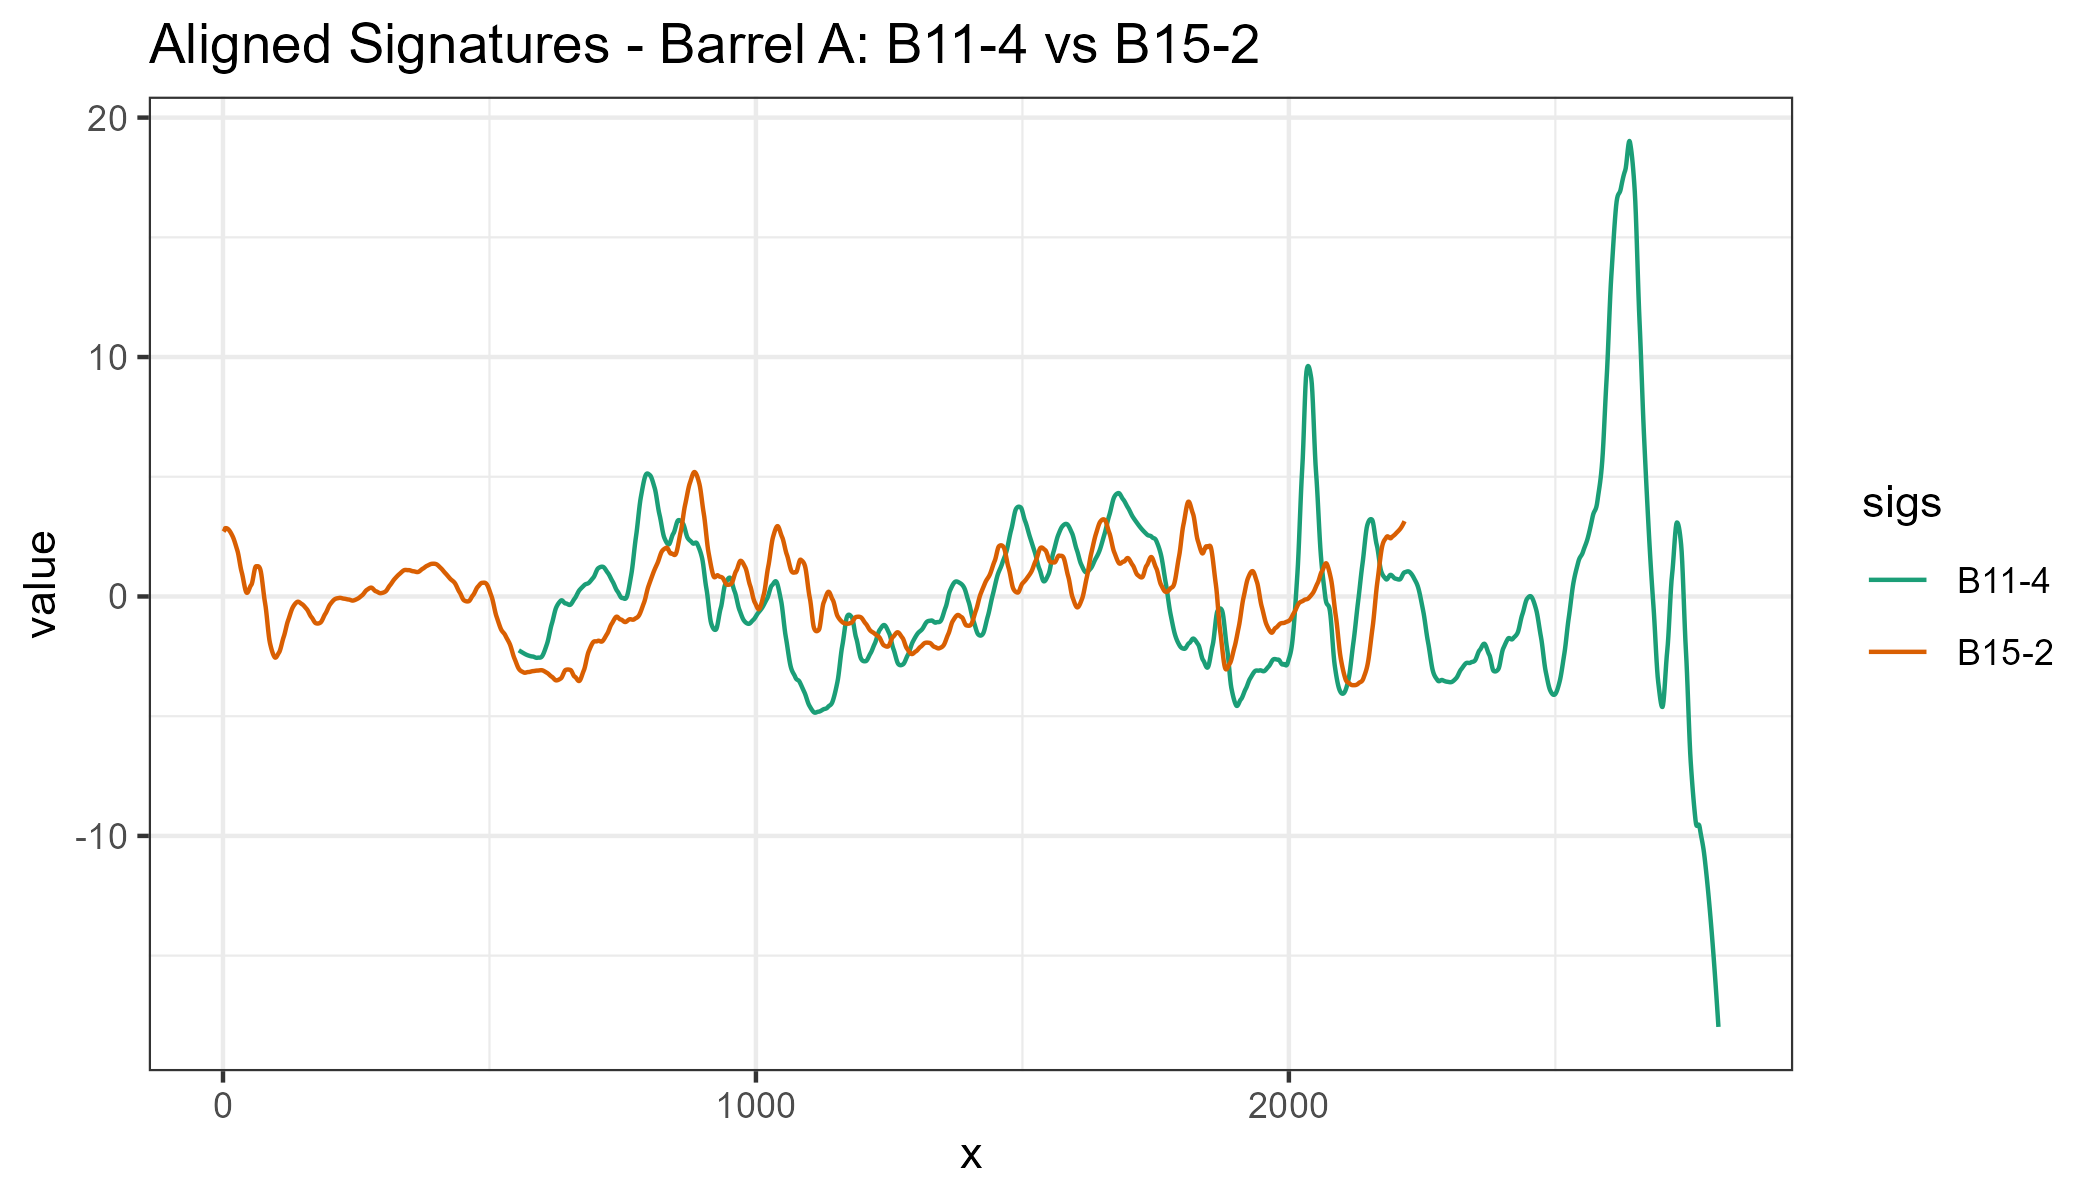 Aligned Signatures - Barrel A: B11-4 vs B15-2
20
10
0
-10
value
0
1000
2000
x
sigs
B11-4
B15-2